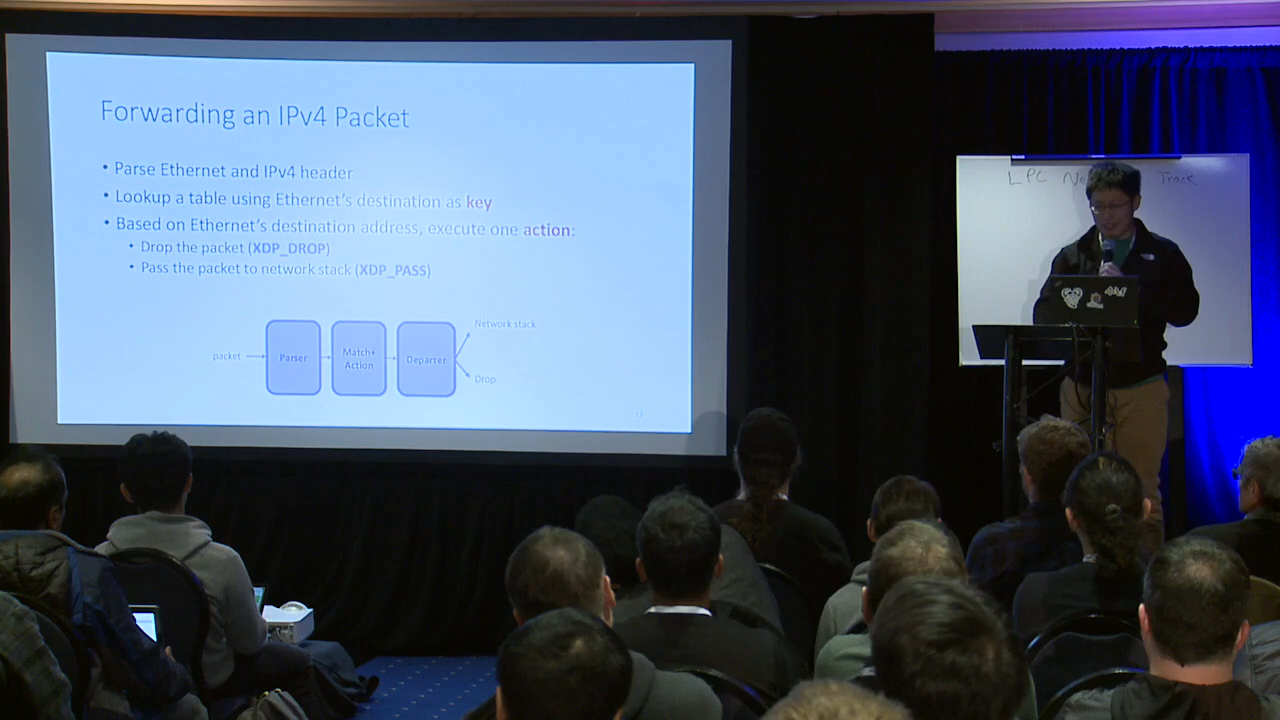 Forwarding an IPv4 Packet
• Parse Ethernet and IPv4 header
• Lookup a table using Ethernet's destination as key
• Based on Ethernet's destination address, execute one action:
• Drop the packet (XDP_DROP)
• Pass the packet to network stack (XDP_PASS)
packet
Parser
Match+
Action
Deparser
Network stack
Drop
LPC Ne Track